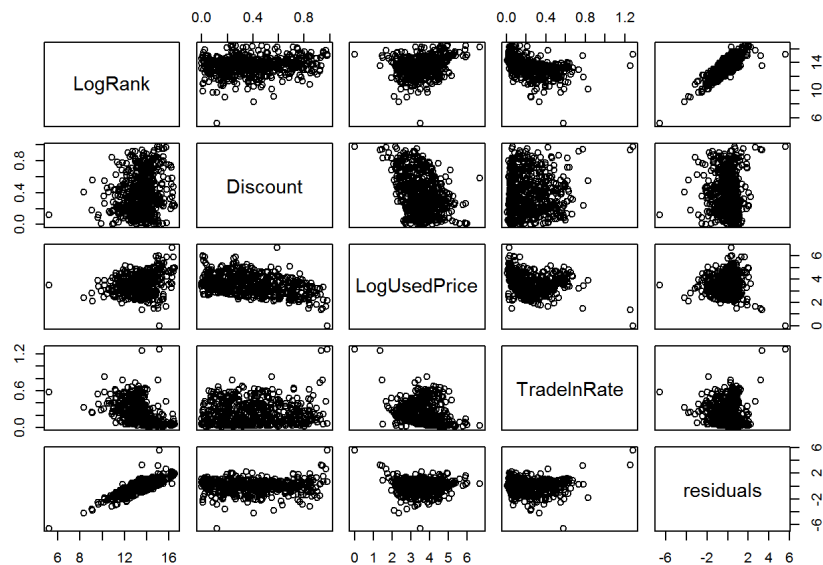 0.0 0.4 0.8
0.0 0.4 0.8 1.2
LogRank
6 10 14
0.0 0.4 0.8
Discount
LogUsedPrice
0 2 4 6
0.0 0.6 1.2
TradeInRate
residuals
-6 -2 2 6
6 8 10 12 14 16
0 1 2 3 4 5 6
-6 -2 0 2 4 6